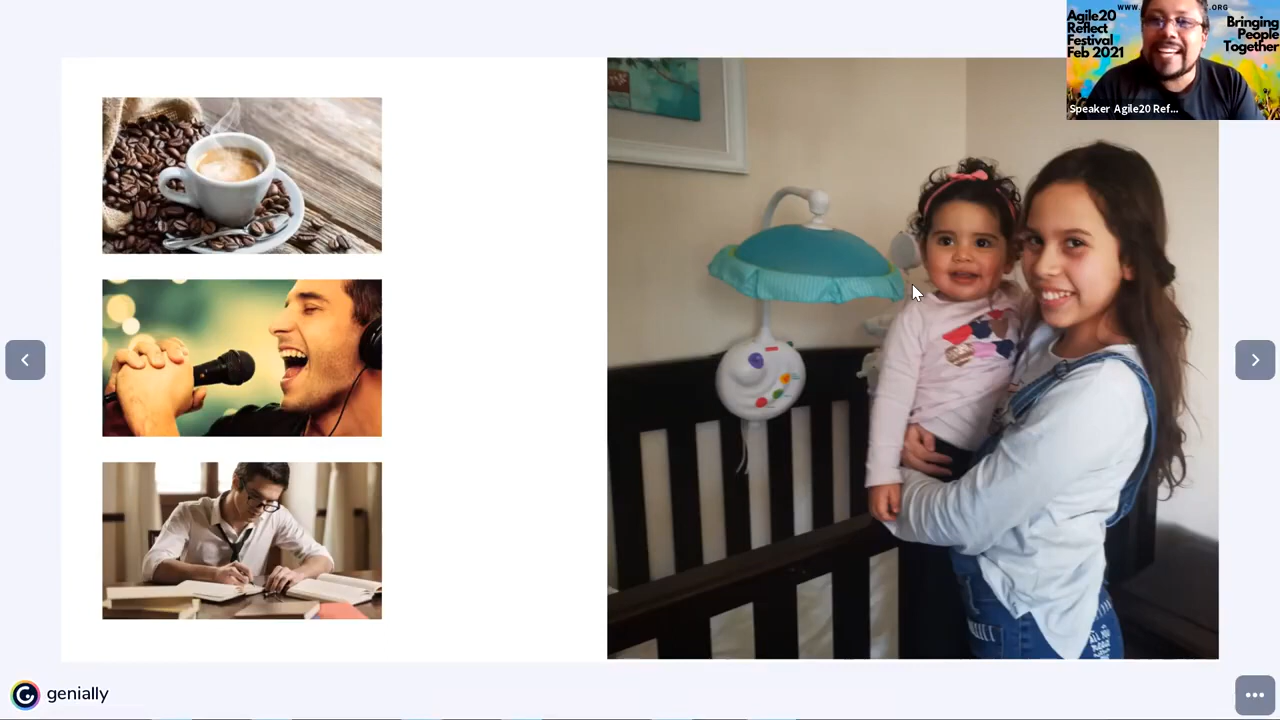 WWW.
.ORG
Agile20
Reflect
Festival
Feb 2021
Bringing
People
Together
Speaker Agile20 Ref...
genially